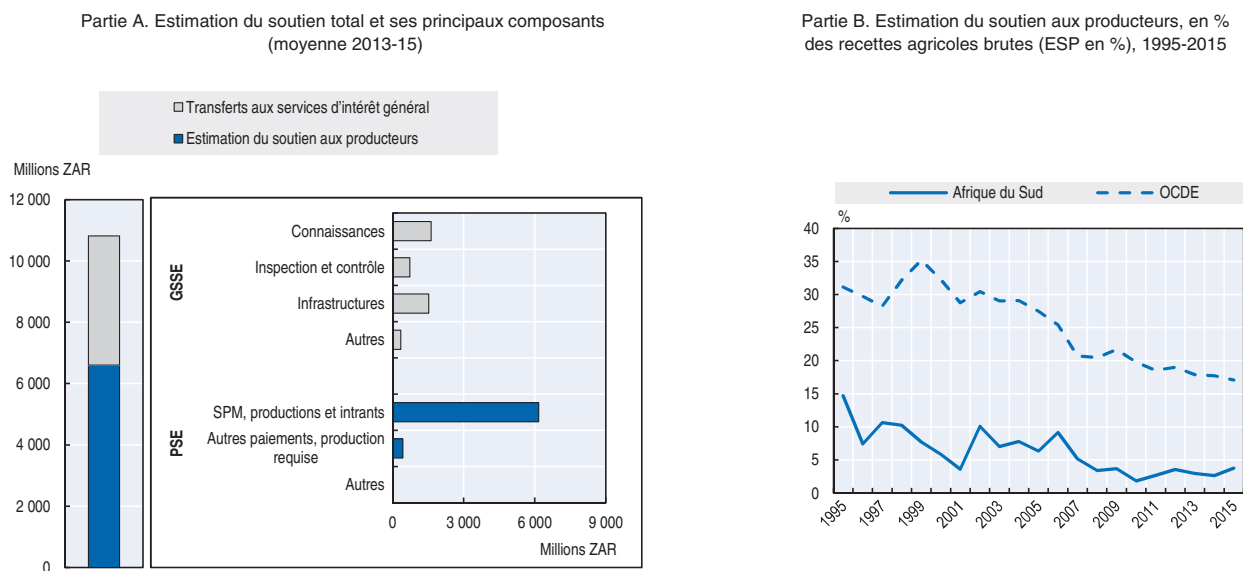 Partie A. Estimation du soutien total et ses principaux composants
(moyenne 2013-15)
Transferts aux services d'intérêt général
Estimation du soutien aux producteurs
Millions ZAR
12 000
10 000
8 000
6 000
4 000
2 000
0
GSSE
Connaissances
Inspection et contrôle
Infrastructures
Autres
PSE
SPM, productions et intrants
Autres paiements, production
requise
Autres
0 3 000 6 000 9 000
Millions ZAR
Partie B. Estimation du soutien aux producteurs, en %
des recettes agricoles brutes (ESP en %), 1995-2015
Afrique du Sud OCDE
%
40
35
30
25
20
15
10
5
0
1995 1997 1999 2001 2003 2005 2007 2009 2011 2013 2015